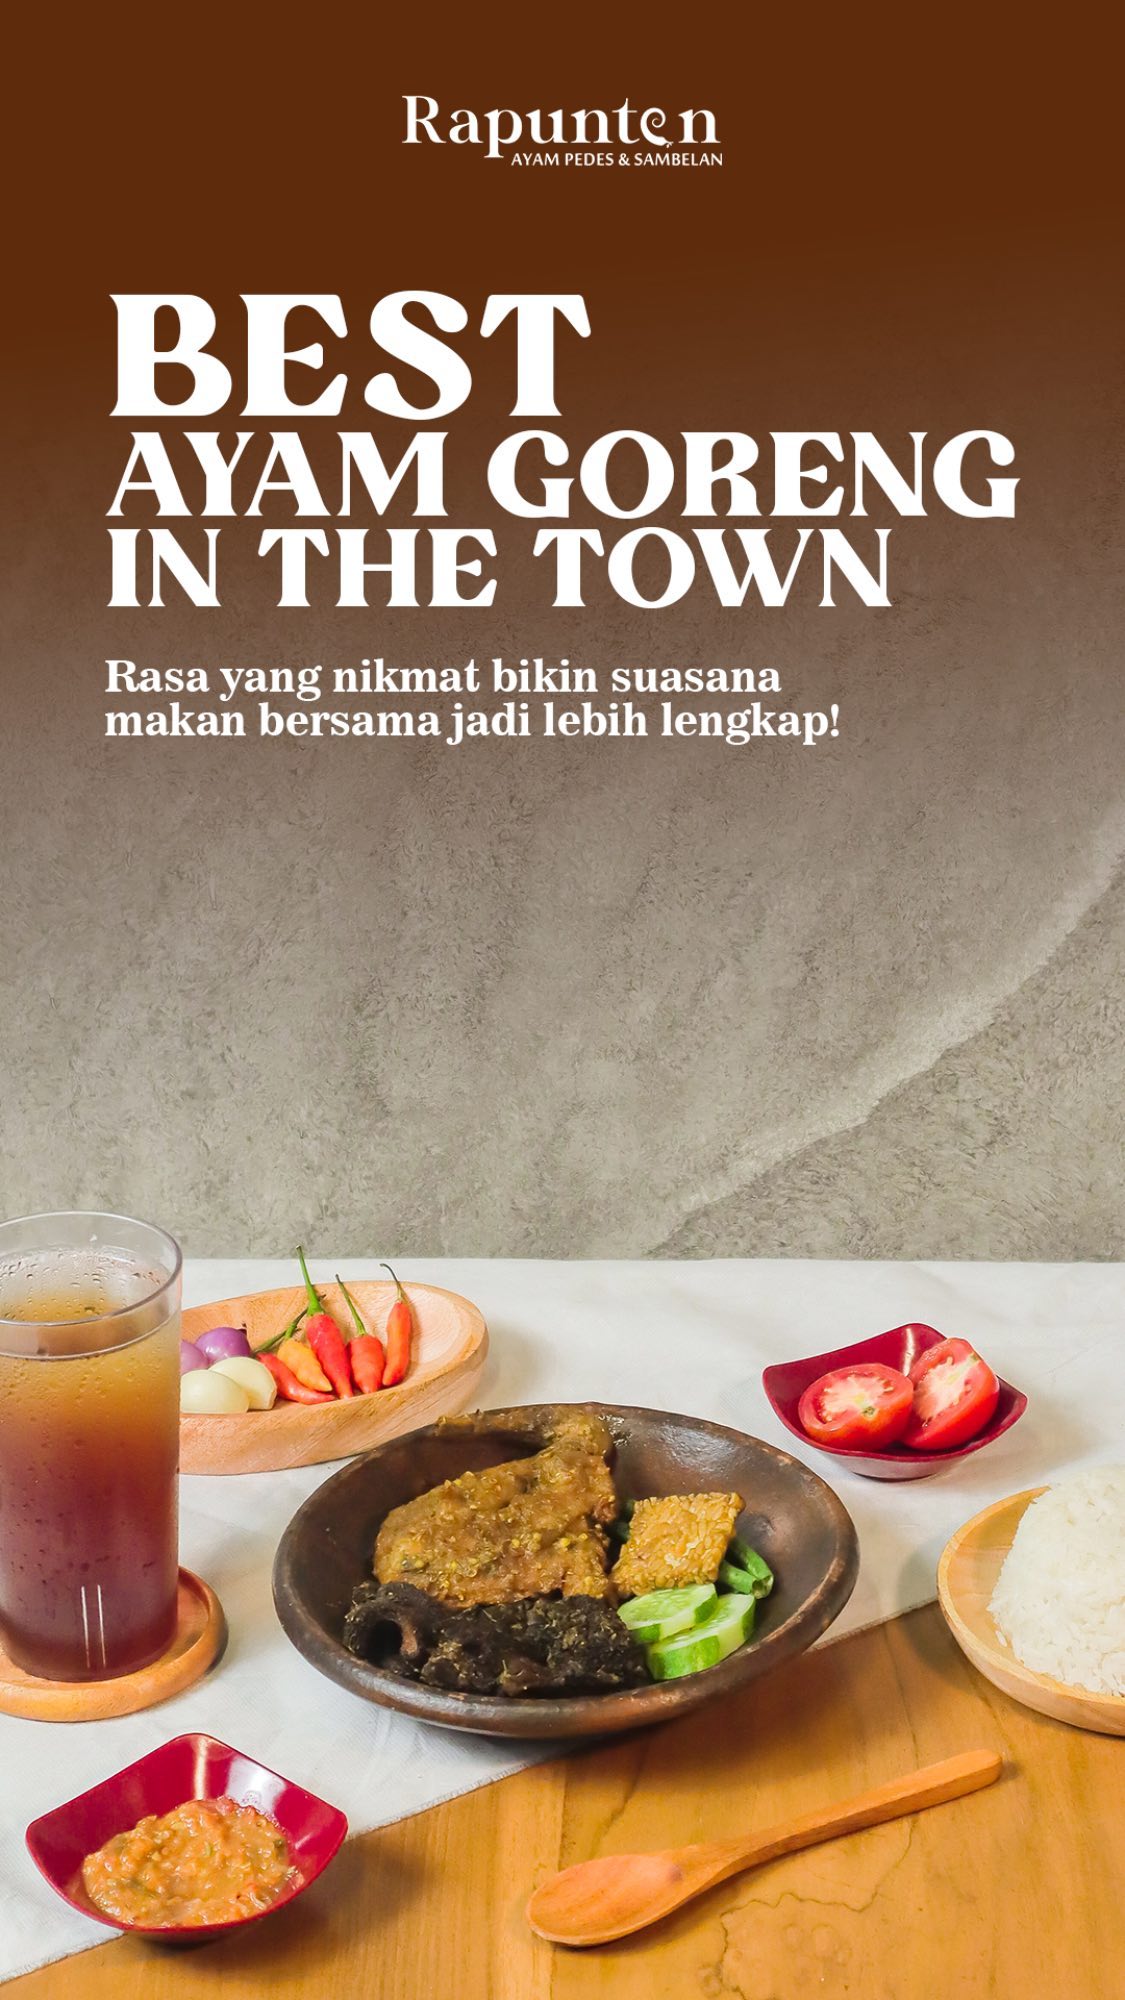 Rapunten
AYAM PEDES & SAMBELAN
BEST
AYAM GORENG
IN THE TOWN
Rasa yang nikmat bikin suasana
makan bersama jadi lebih lengkap!